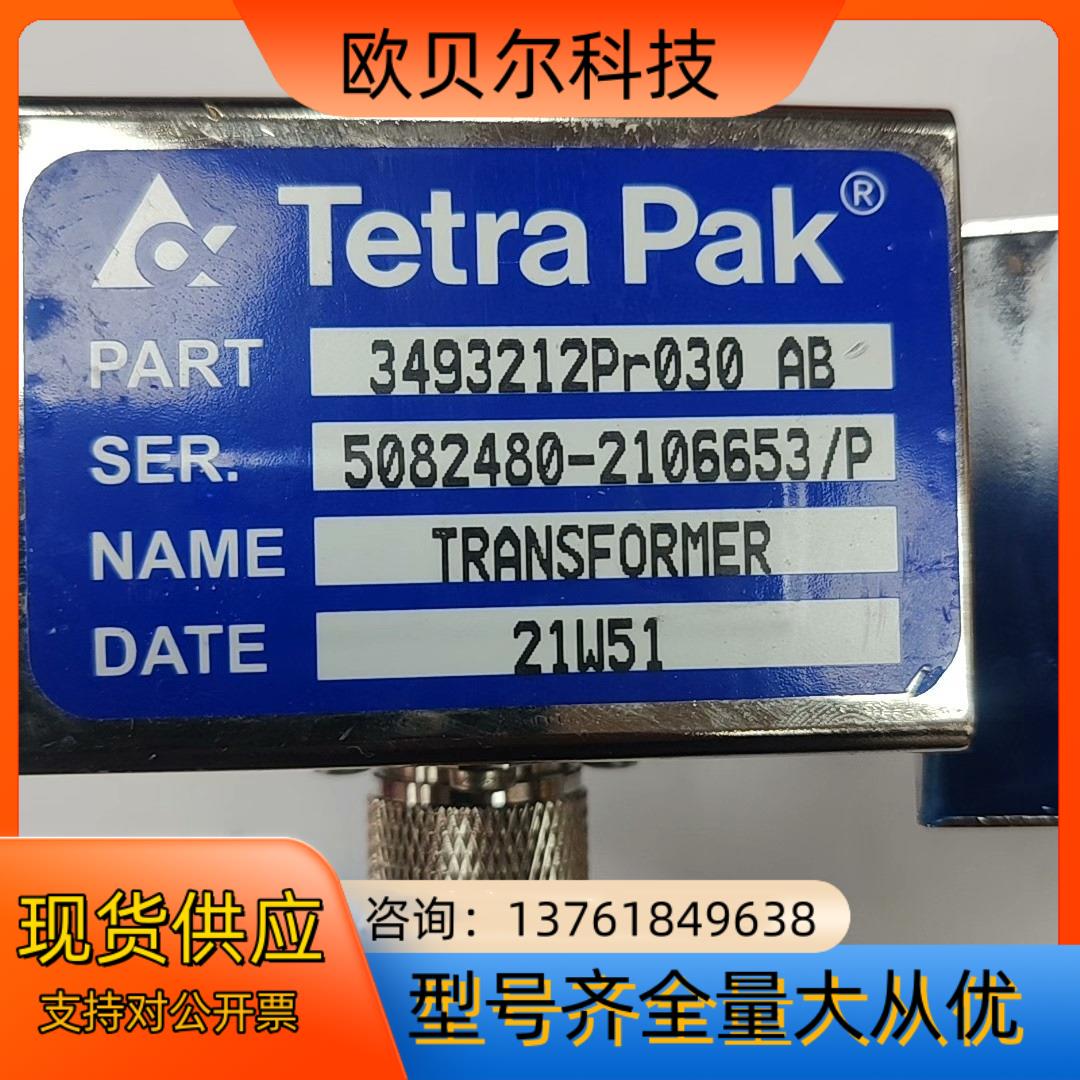 欧贝尔科技
Tetra Pak®
PART 3493212Pr030 AB
SER. 5082480-2106653/P
NAME TRANSFORMER
DATE 21W51
现货供应
咨询：13761849638
支持对公开票
型号齐全量大从优